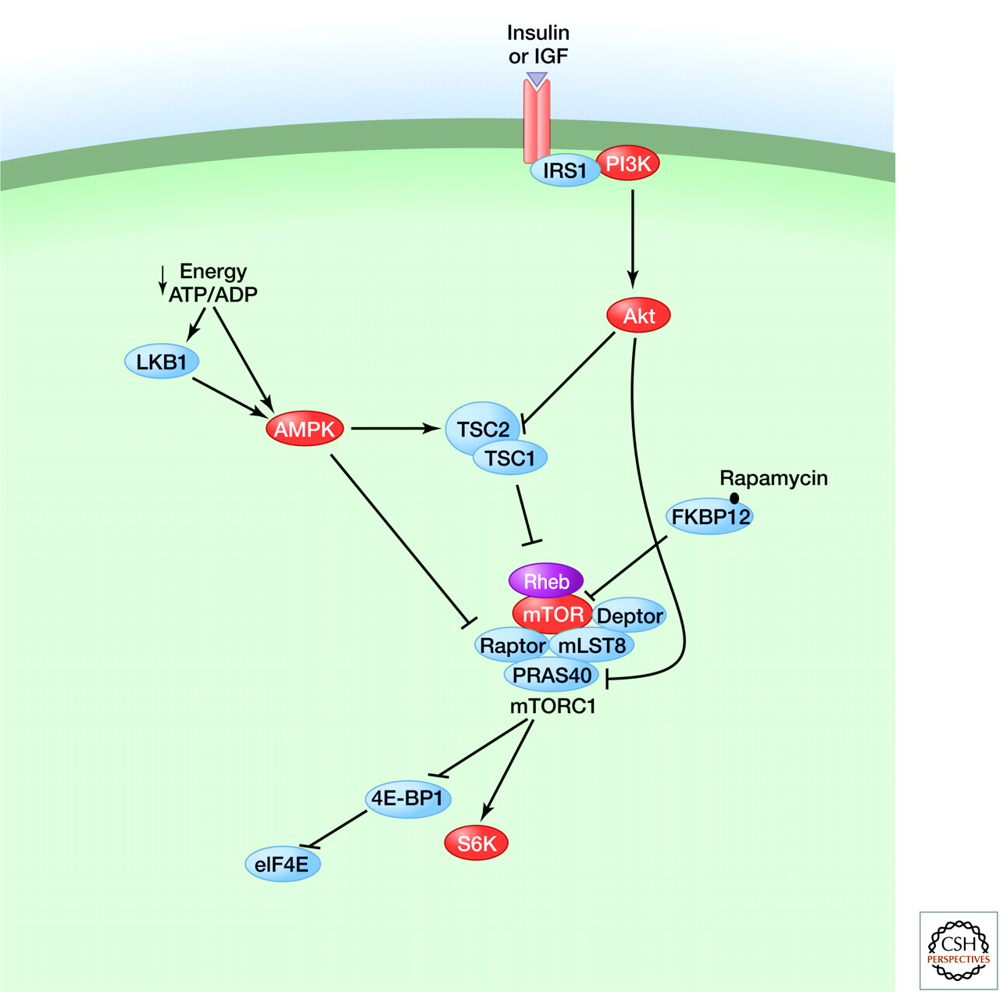 Insulin
or IGF
IRS1
PI3K
Energy
ATP/ADP
Akt
LKB1
AMPK
TSC2
TSC1
Rapamycin
FKBP12
Rheb
mTOR
Deptor
Raptor
mLST8
PRAS40
mTORC1
4E-BP1
S6K
eIF4E
CSH
PERSPECTIVES